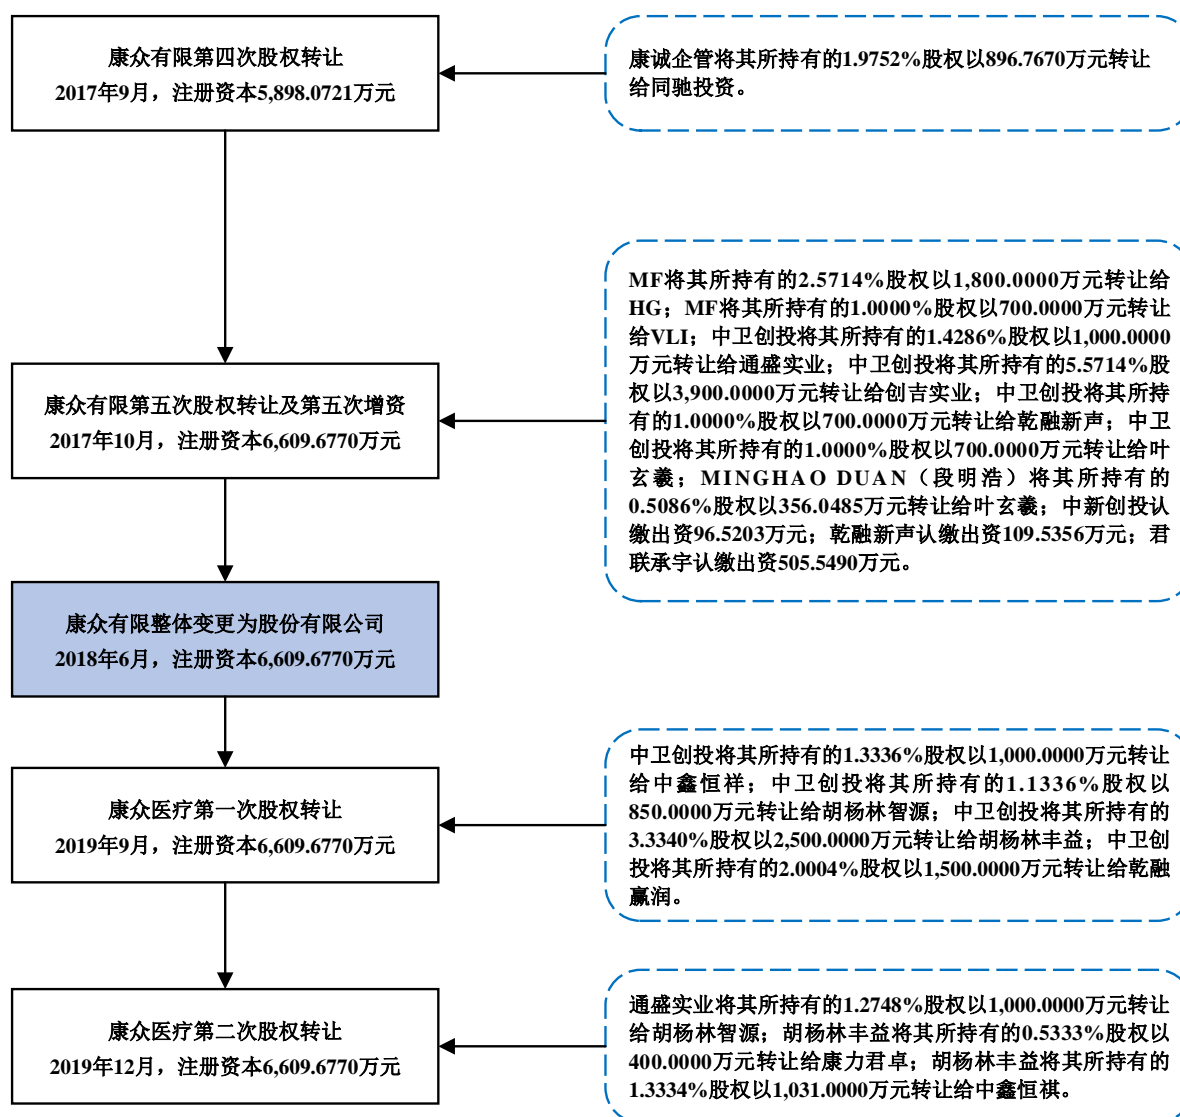 康众有限第四次股权转让
2017年9月，注册资本5,898.0721万元
康诚企管将其所持有的1.9752%股权以896.7670万元转让
给同驰投资。
康众有限第五次股权转让及第五次增资
2017年10月，注册资本6,609.6770万元
MF将其所持有的2.5714%股权以1,800.0000万元转让给
HG；MF将其所持有的1.0000%股权以700.0000万元转让
给VLI；中卫创投将其所持有的1.4286%股权以1,000.0000
万元转让给通盛实业；中卫创投将其所持有的5.5714%股
权以3,900.0000万元转让给创吉实业；中卫创投将其所持
有的1.0000%股权以700.0000万元转让给乾融新声；中卫
创投将其所持有的1.0000%股权以700.0000万元转让给叶
玄羲；MINGHAO DUAN（段明浩）将其所持有的
0.5086%股权以356.0485万元转让给叶玄羲；中新创投认
缴出资96.5203万元；乾融新声认缴出资109.5356万元；君
联承宇认缴出资505.5490万元。
康众有限整体变更为股份有限公司
2018年6月，注册资本6,609.6770万元
康众医疗第一次股权转让
2019年9月，注册资本6,609.6770万元
中卫创投将其所持有的1.3336%股权以1,000.0000万元转让
给中鑫恒祥；中卫创投将其所持有的1.1336%股权以
850.0000万元转让给胡杨林智源；中卫创投将其所持有的
3.3340%股权以2,500.0000万元转让给胡杨林丰益；中卫创
投将其所持有的2.0004%股权以1,500.0000万元转让给乾融
赢润。
康众医疗第二次股权转让
2019年12月，注册资本6,609.6770万元
通盛实业将其所持有的1.2748%股权以1,000.0000万元转让
给胡杨林智源；胡杨林丰益将其所持有的0.5333%股权以
400.0000万元转让给康力君卓；胡杨林丰益将其所持有的
1.3334%股权以1,031.0000万元转让给中鑫恒祺。